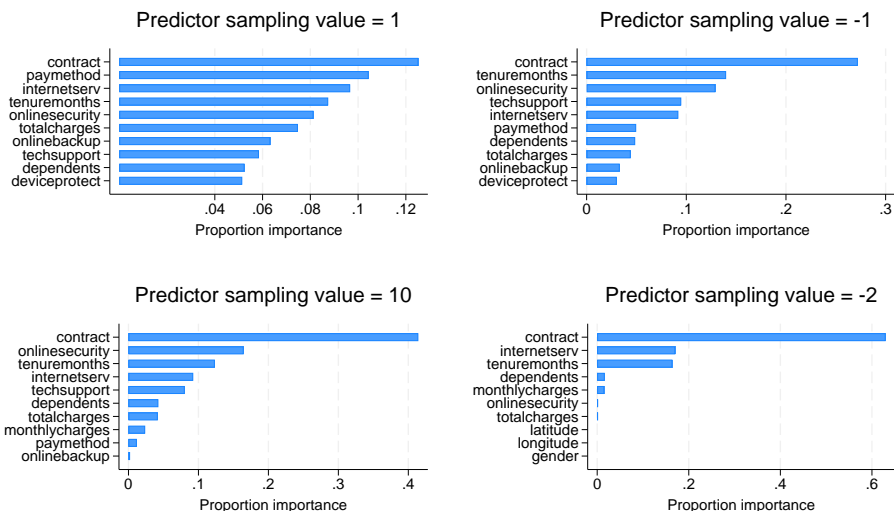 Predictor sampling value = 1
contract
paymethod
internetserv
tenuremonths
onlinesecurity
totalcharges
onlinebackup
techsupport
dependents
deviceprotect
.04 .06 .08 .1 .12
Proportion importance
Predictor sampling value = -1
contract
tenuremonths
onlinesecurity
techsupport
internetserv
paymethod
dependents
totalcharges
onlinebackup
deviceprotect
0 .1 .2 .3
Proportion importance
Predictor sampling value = 10
contract
onlinesecurity
tenuremonths
internetserv
techsupport
dependents
totalcharges
monthlycharges
paymethod
onlinebackup
0 .1 .2 .3 .4
Proportion importance
Predictor sampling value = -2
contract
internetserv
tenuremonths
dependents
monthlycharges
onlinesecurity
totalcharges
latitude
longitude
gender
0 .2 .4 .6
Proportion importance